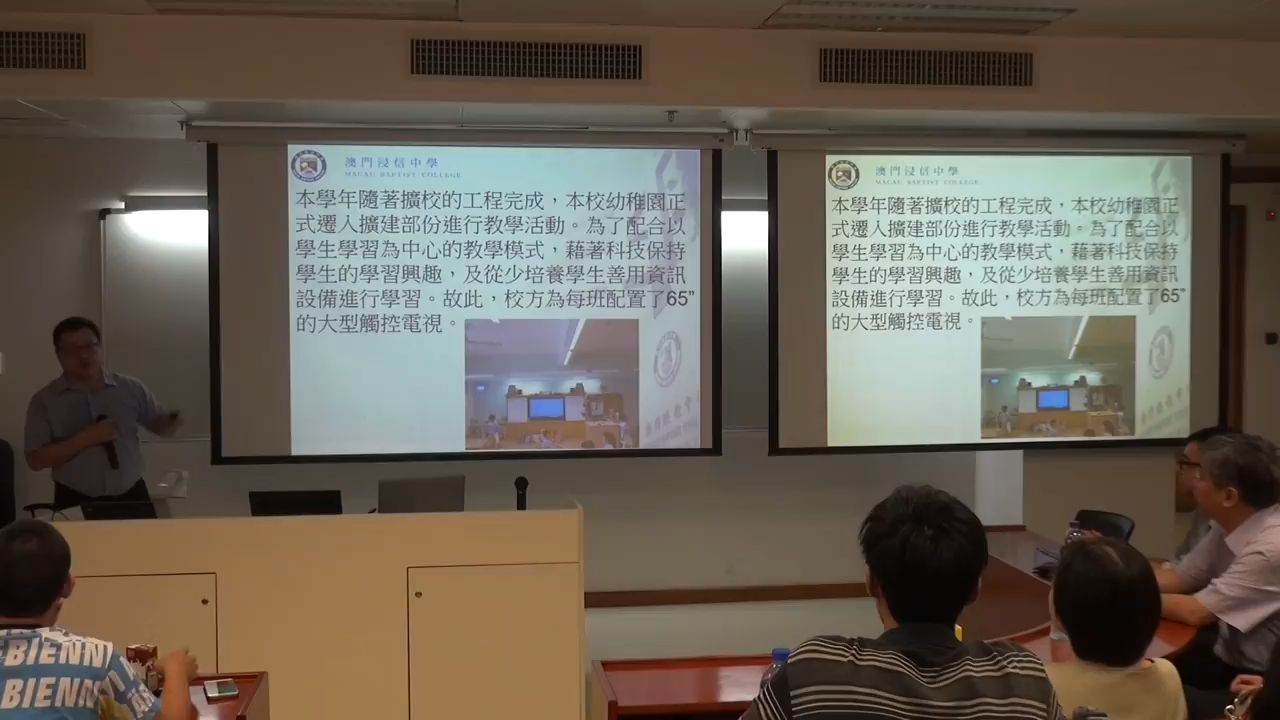 澳門浸信中學
MACAU BAPTIST COLLEGE
本學年隨著擴校的工程完成，本校幼稚園正
式遷入擴建部份進行教學活動。為了配合以
學生學習為中心的教學模式，藉著科技保持
學生的學習興趣，及從少培養學生善用資訊
設備進行學習。故此，校方為每班配置了65”
的大型觸控電視。
澳門浸信中學
MACAU BAPTIST COLLEGE
本學年隨著擴校的工程完成，本校幼稚園正
式遷入擴建部份進行教學活動。為了配合以
學生學習為中心的教學模式，藉著科技保持
學生的學習興趣，及從少培養學生善用資訊
設備進行學習。故此，校方為每班配置了65”
的大型觸控電視。
BIENN
BIENN